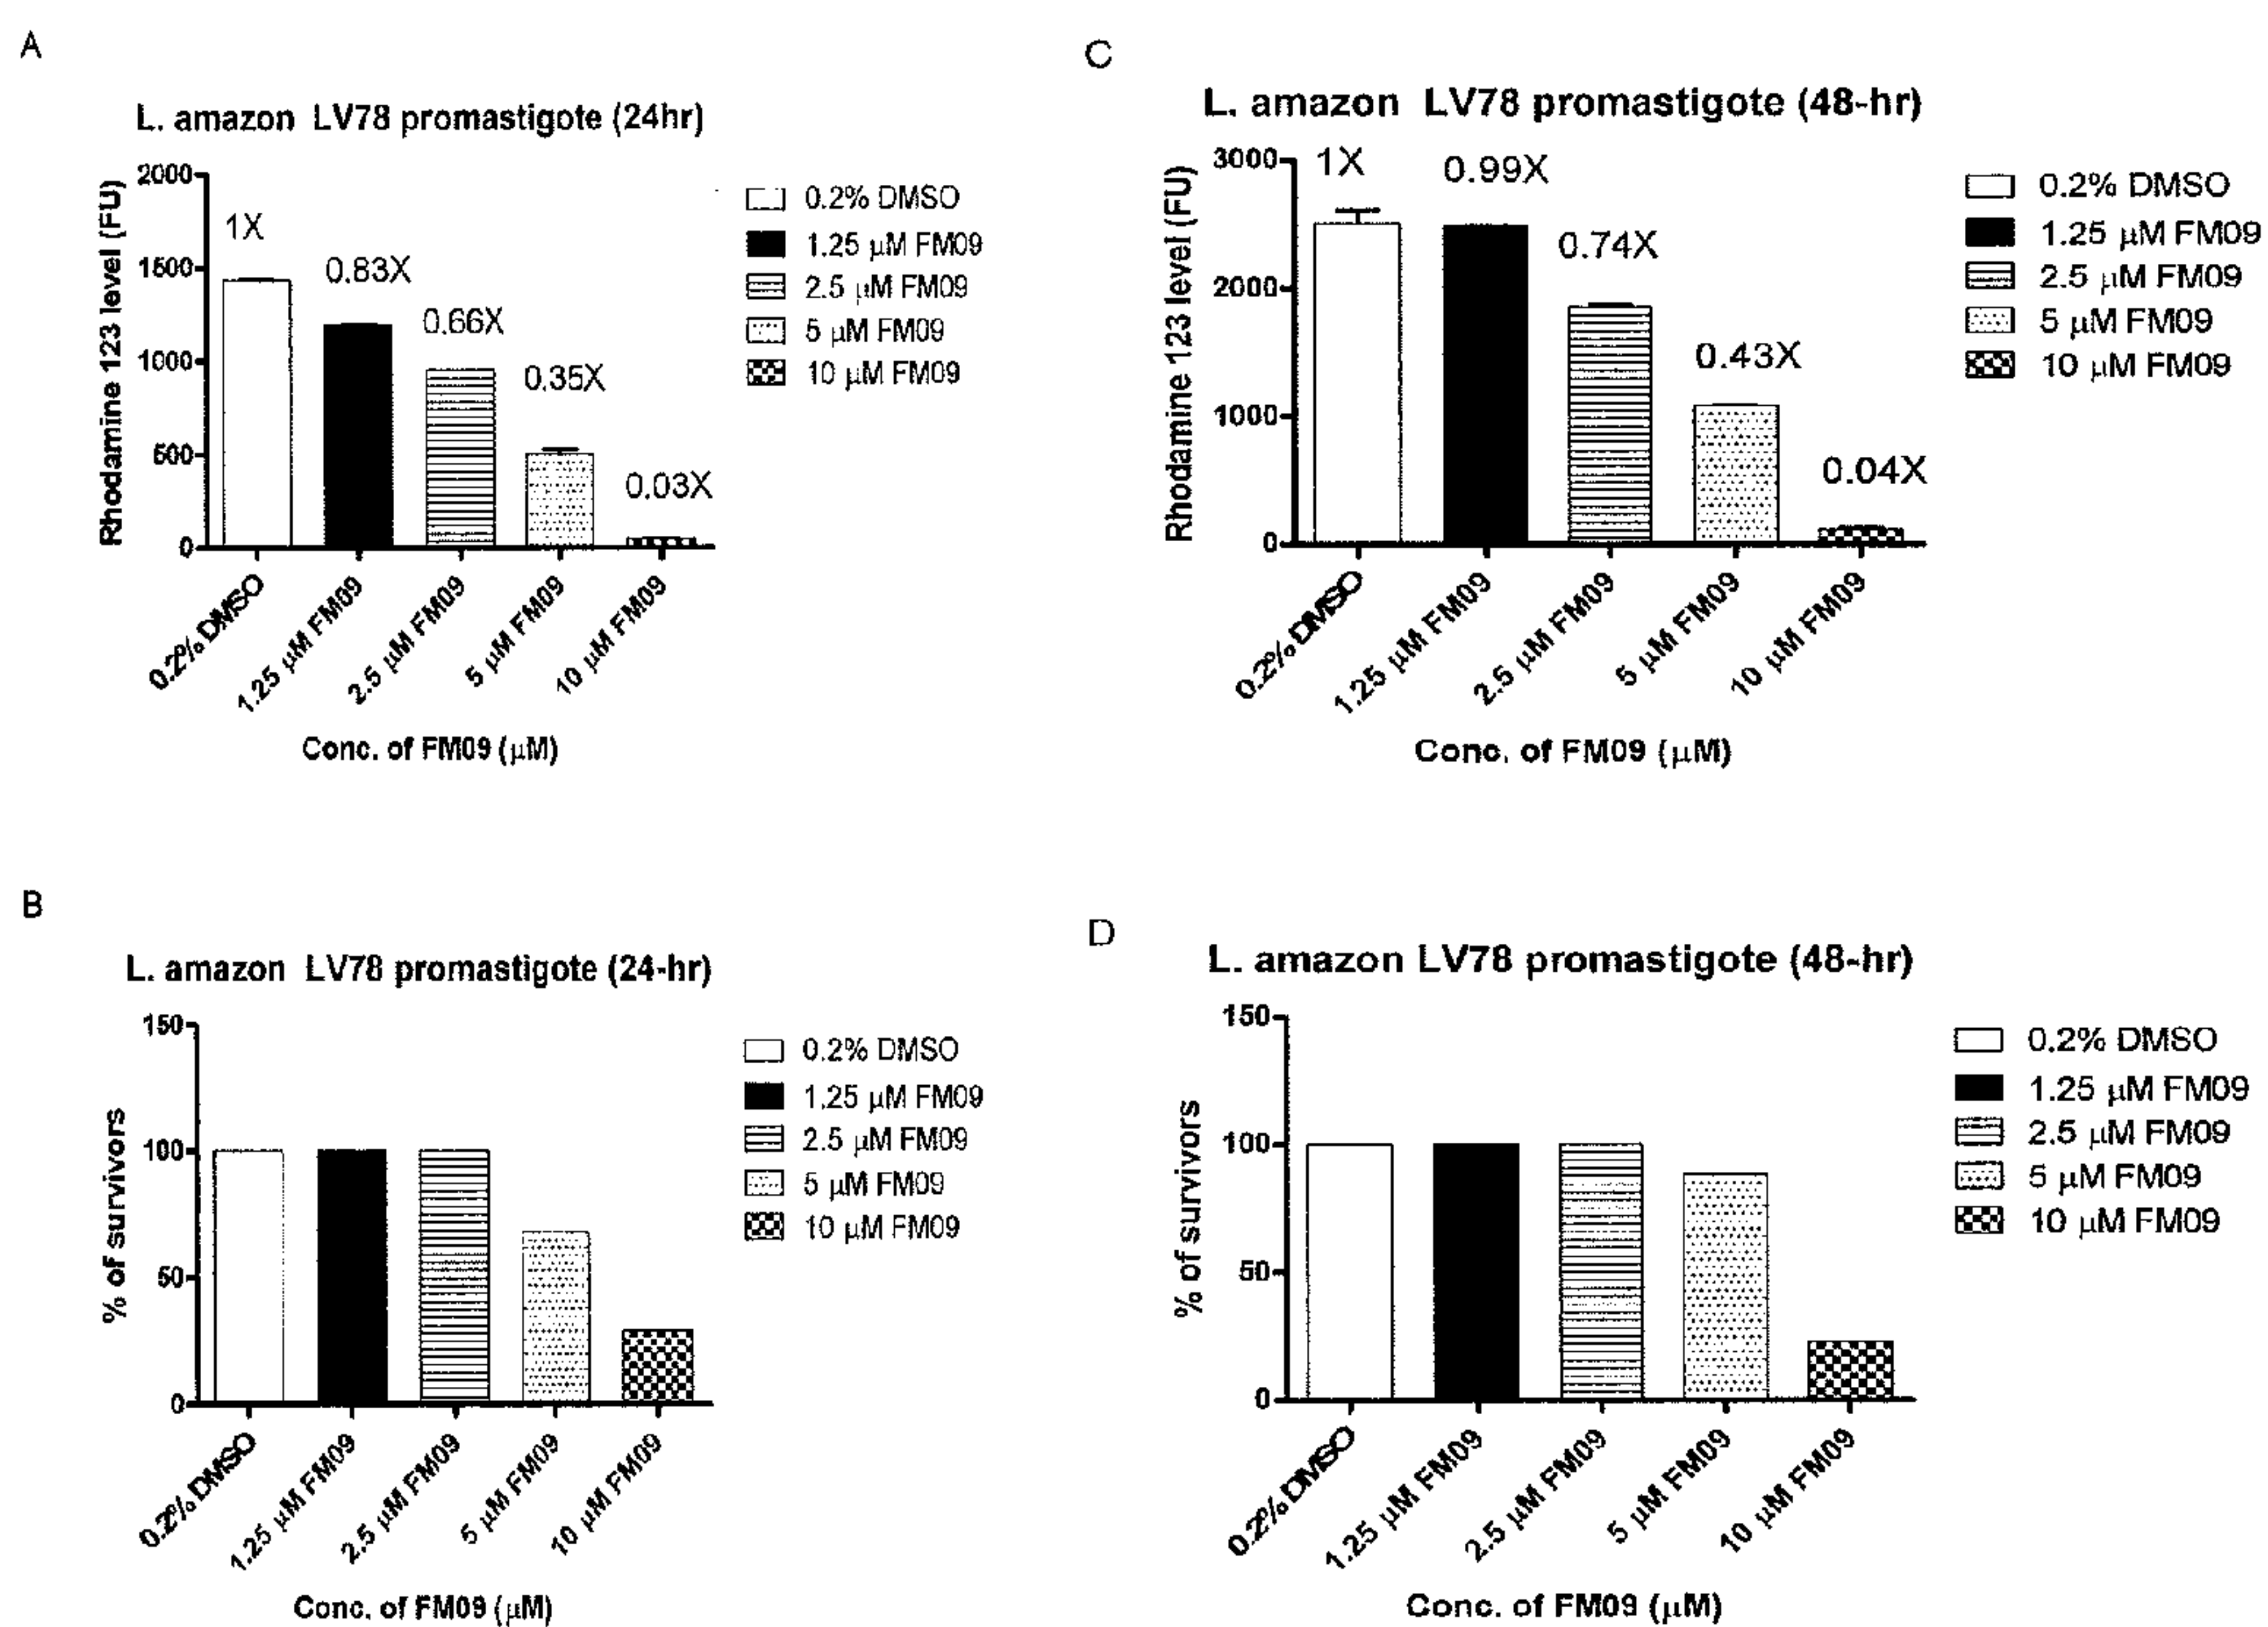 A
L. amazon LV78 promastigote (24hr)
Rhodamine 123 level (FU)
2000
1500
1000
500
0
1X
0.83X
0.66X
0.35X
0.03X
0.2% DMSO
1.25 µM FM09
2.5 µM FM09
5 µM FM09
10 µM FM09
0.2% DMSO
1.25 µM FM09
2.5 µM FM09
5 µM FM09
10 µM FM09
Conc. of FM09 (µM)
B
L. amazon LV78 promastigote (24-hr)
% of survivors
150
100
50
0
0.2% DMSO
1.25 µM FM09
2.5 µM FM09
5 µM FM09
10 µM FM09
0.2% DMSO
1.25 µM FM09
2.5 µM FM09
5 µM FM09
10 µM FM09
Conc. of FM09 (µM)
C
L. amazon LV78 promastigote (48-hr)
Rhodamine 123 level (FU)
3000
2000
1000
0
1X
0.99X
0.74X
0.43X
0.04X
0.2% DMSO
1.25 µM FM09
2.5 µM FM09
5 µM FM09
10 µM FM09
0.2% DMSO
1.25 µM FM09
2.5 µM FM09
5 µM FM09
10 µM FM09
Conc. of FM09 (µM)
D
L. amazon LV78 promastigote (48-hr)
% of survivors
150
100
50
0
0.2% DMSO
1.25 µM FM09
2.5 µM FM09
5 µM FM09
10 µM FM09
0.2% DMSO
1.25 µM FM09
2.5 µM FM09
5 µM FM09
10 µM FM09
Conc. of FM09 (µM)